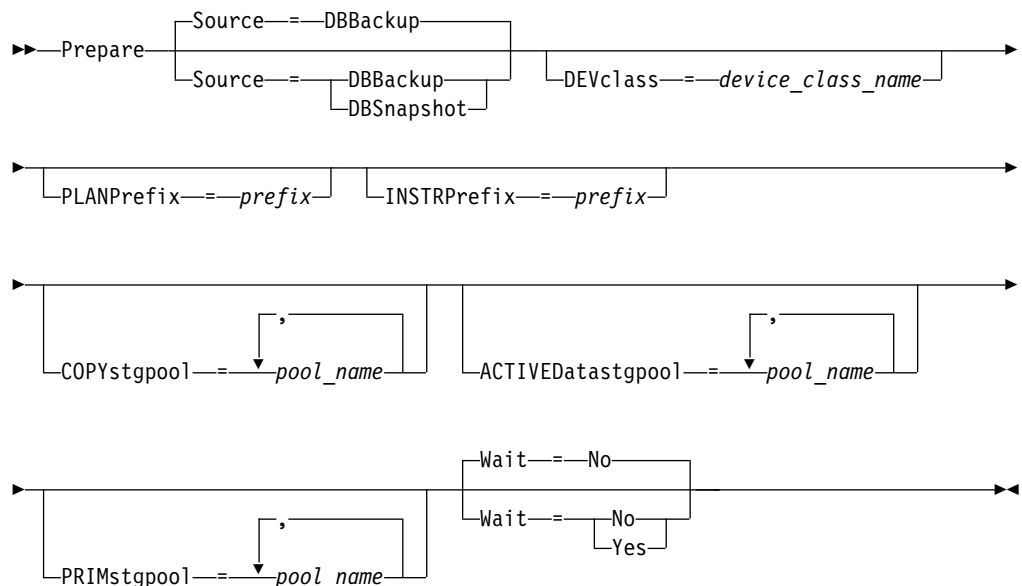 Source = DBBackup
Prepare
Source = DBBackup
DBSnapshot
DEVclass = device_class_name
PLANPrefix = prefix
INSTRPrefix = prefix
,
COPYstgpool = pool_name
,
ACTIVEDatastgpool = pool_name
,
PRIMstgpool = pool_name
Wait = No
Wait = No
Yes